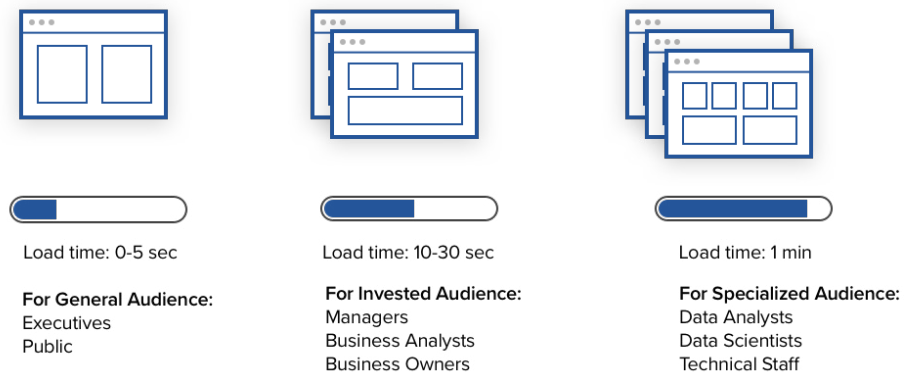 Load time: 0-5 sec
For General Audience:
Executives
Public
Load time: 10-30 sec
For Invested Audience:
Managers
Business Analysts
Business Owners
Load time: 1 min
For Specialized Audience:
Data Analysts
Data Scientists
Technical Staff